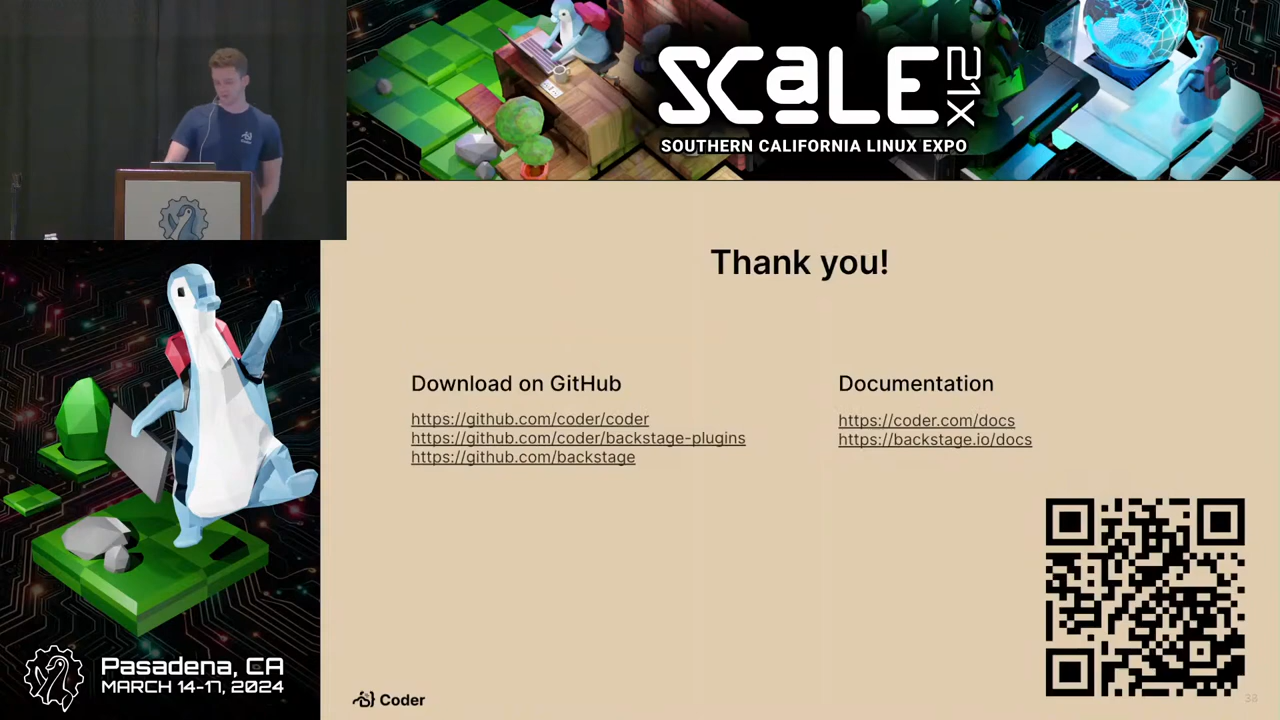 SCaLE 21X
SOUTHERN CALIFORNIA LINUX EXPO
Thank you!
Download on GitHub
https://github.com/coder/coder
https://github.com/coder/backstage-plugins
https://github.com/backstage
Documentation
https://coder.com/docs
https://backstage.io/docs
Pasadena, CA
MARCH 14-17, 2024
Coder
38